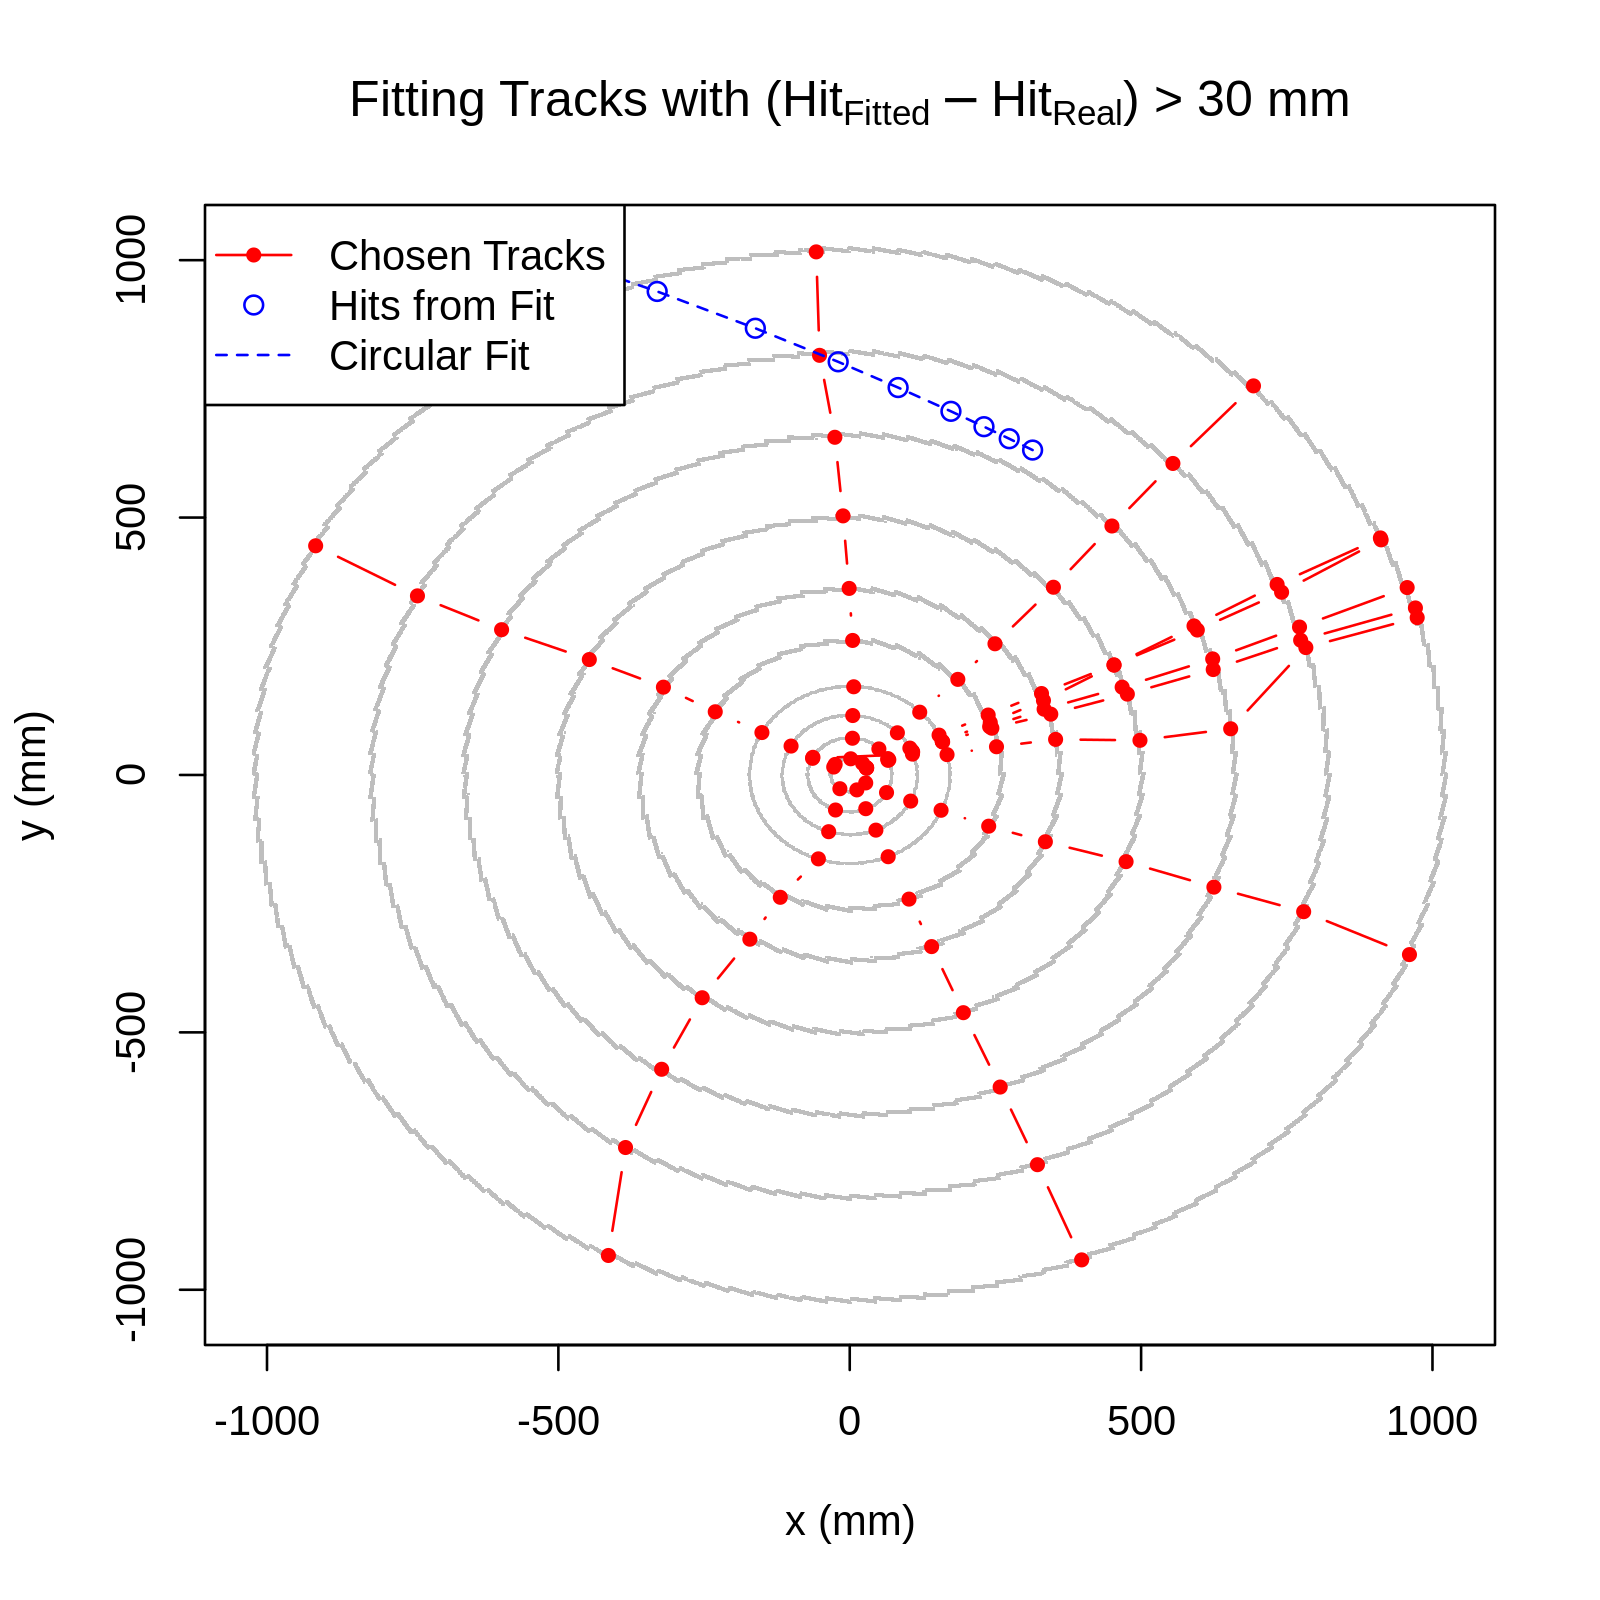 Fitting Tracks with (HitFitted − HitReal) > 30 mm
Chosen Tracks
Hits from Fit
Circular Fit
y (mm)
1000
500
0
-500
-1000
-1000 -500 0 500 1000
x (mm)